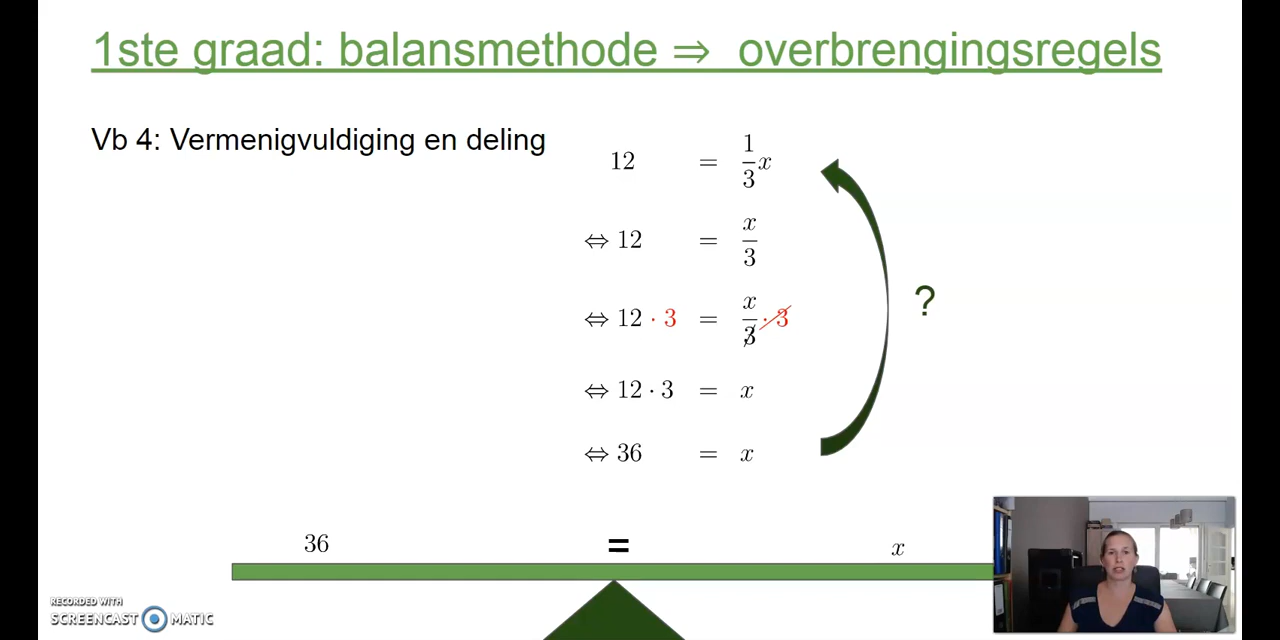 1ste graad: balansmethode ⇒ overbrengingsregels
Vb 4: Vermenigvuldiging en deling
12 = 1/3 x
⇔ 12 = x/3
⇔ 12 · 3 = x/3 · 3
⇔ 12 · 3 = x
⇔ 36 = x
?
36 = x
RECORDED WITH
SCREENCAST MATIC